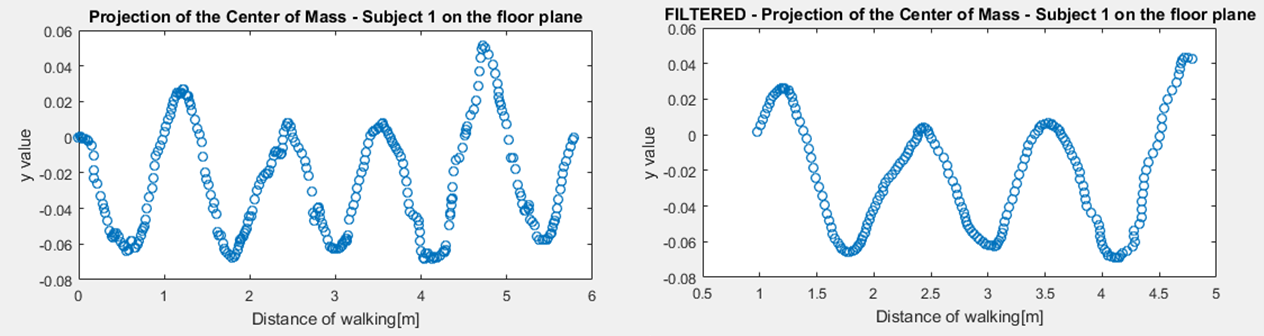 Projection of the Center of Mass - Subject 1 on the floor plane
0.06
0.04
0.02
0
-0.02
-0.04
-0.06
-0.08
y value
0 1 2 3 4 5 6
Distance of walking[m]
FILTERED - Projection of the Center of Mass - Subject 1 on the floor plane
0.06
0.04
0.02
0
-0.02
-0.04
-0.06
-0.08
y value
0.5 1 1.5 2 2.5 3 3.5 4 4.5 5
Distance of walking[m]